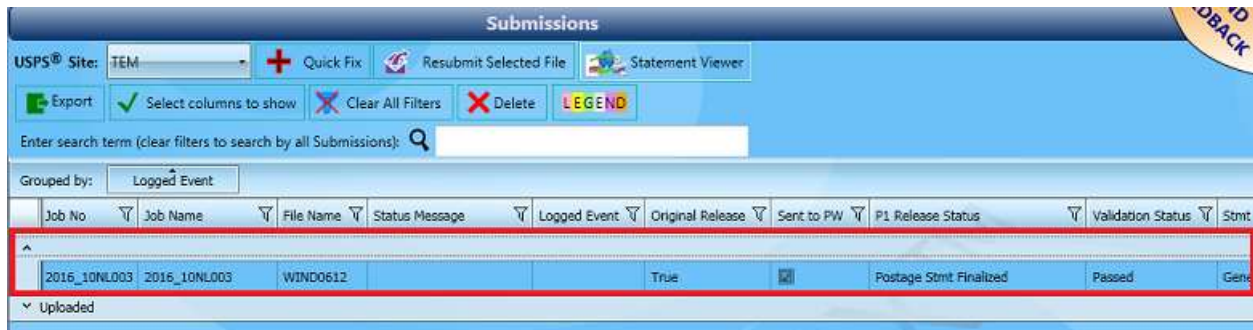 Submissions
BACK
USPS® Site: TEM Quick Fix Resubmit Selected File Statement Viewer
Export Select columns to show Clear All Filters Delete LEGEND
Enter search term (clear filters to search by all Submissions):
Grouped by: Logged Event
Job No Job Name File Name Status Message Logged Event Original Release Sent to PW P1 Release Status Validation Status Stmt
2016_10NL003 2016_10NL003 WIND0612 True Postage Stmt Finalized Passed Gene
Uploaded